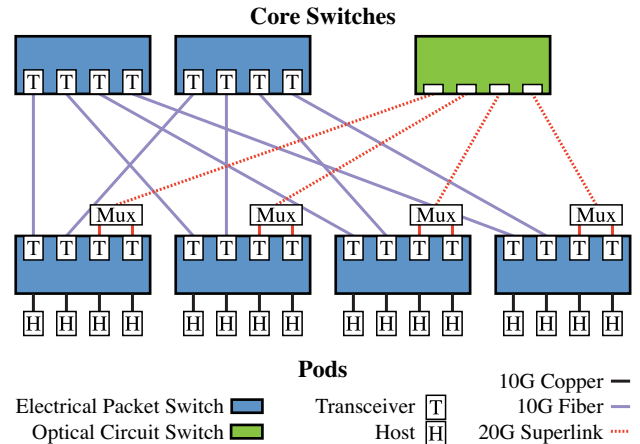 Core Switches
T T T T T T T T
Mux Mux Mux Mux
T T T T T T T T T T T T T T T T
H H H H H H H H H H H H H H H H
Pods
Electrical Packet Switch
Optical Circuit Switch
Transceiver T
Host H
10G Copper
10G Fiber
20G Superlink